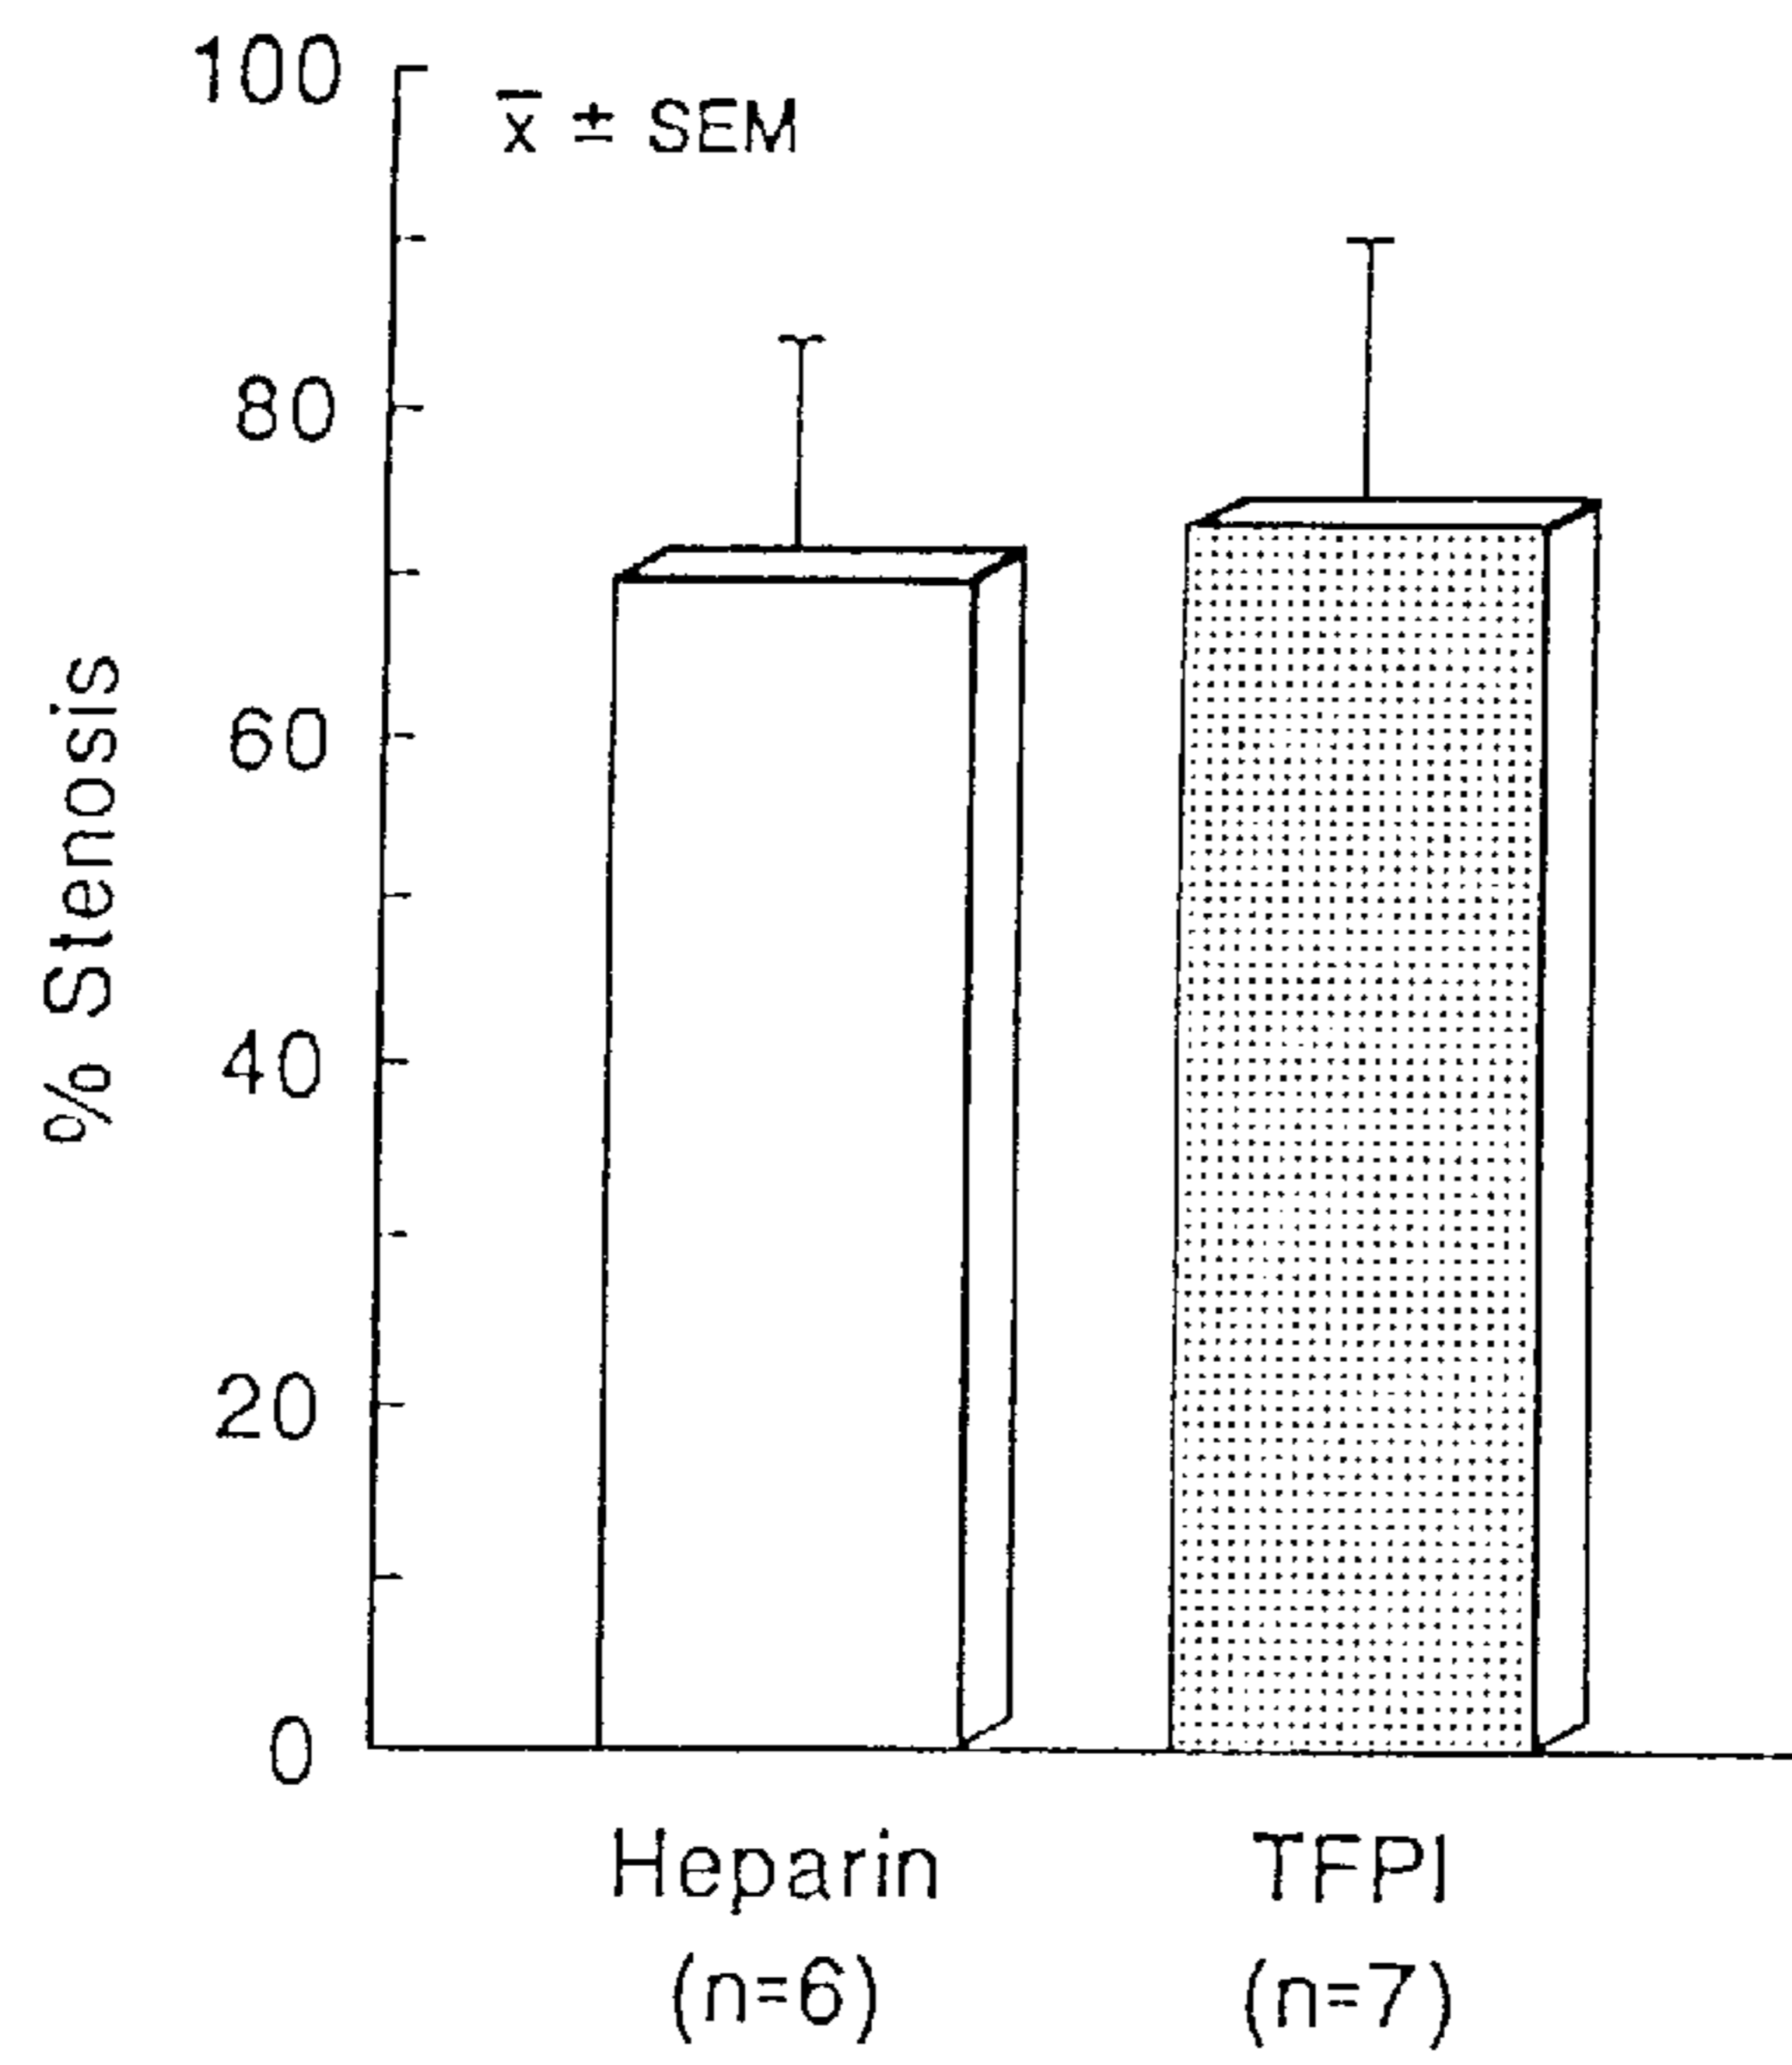 100
x̄ ± SEM
80
60
% Stenosis
40
20
0
Heparin
TFPI
(n=6)
(n=7)